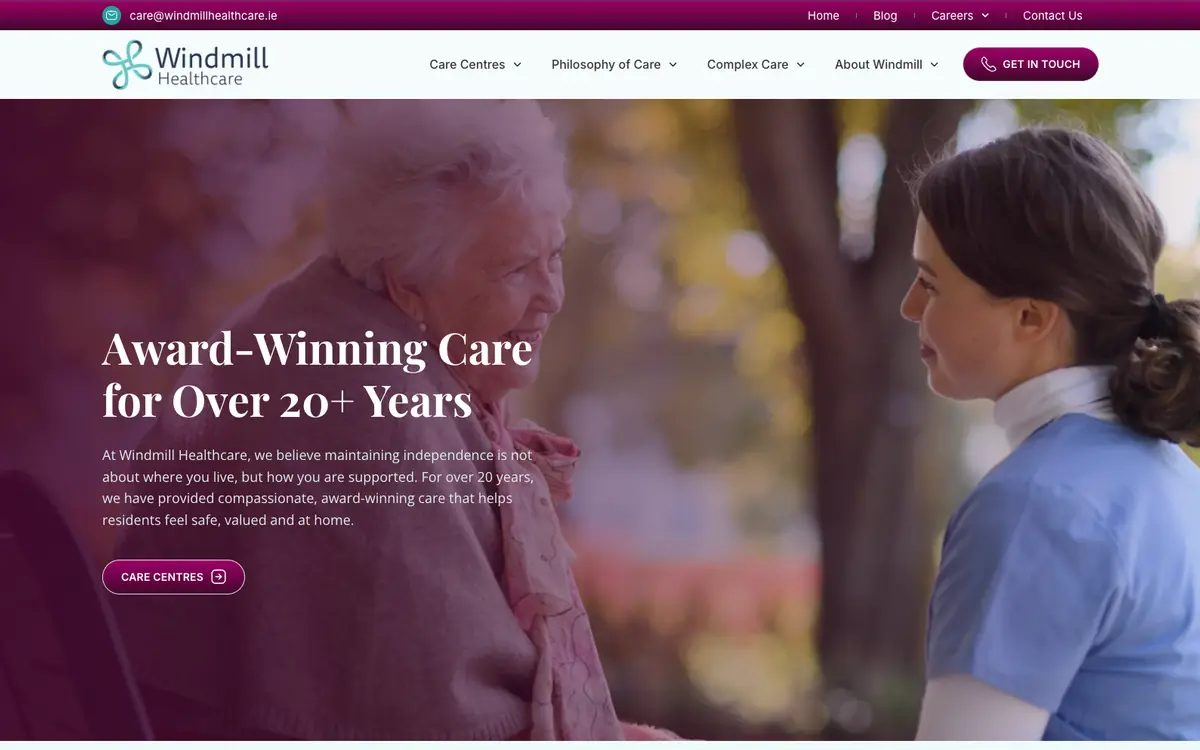 care@windmillhealthcare.ie
Home
Blog
Careers
Contact Us
Windmill
Healthcare
Care Centres
Philosophy of Care
Complex Care
About Windmill
GET IN TOUCH
Award-Winning Care
for Over 20+ Years
At Windmill Healthcare, we believe maintaining independence is not
about where you live, but how you are supported. For over 20 years,
we have provided compassionate, award-winning care that helps
residents feel safe, valued and at home.
CARE CENTRES